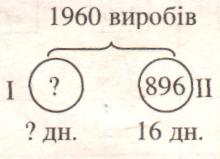 1960 виробів
I ? 896 II
? дн. 16 дн.